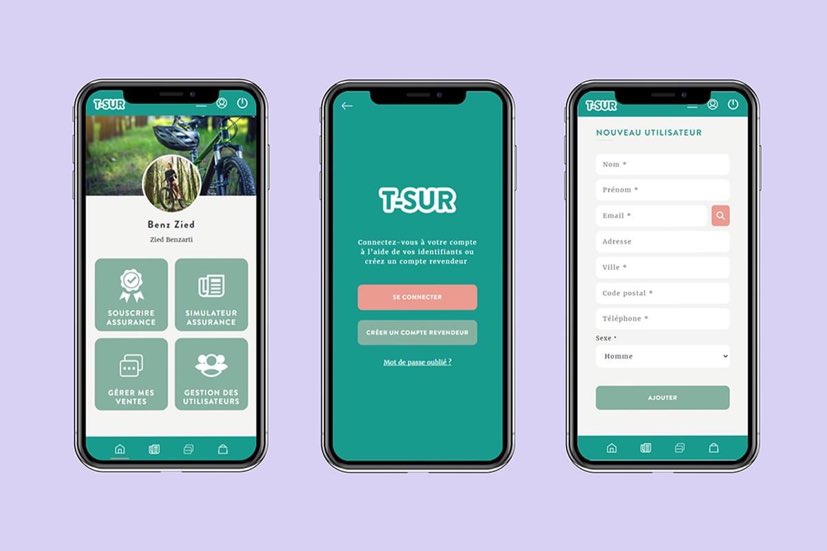 T-SUR
Benz Zied
Zied Benzarti
SOUSCRIRE
ASSURANCE
SIMULATEUR
ASSURANCE
GÉRER MES
VENTES
GESTION DES
UTILISATEURS
T-SUR
Connectez-vous à votre compte
à l'aide de vos identifiants ou
créez un compte revendeur
SE CONNECTER
CRÉER UN COMPTE REVENDEUR
Mot de passe oublié ?
T-SUR
NOUVEAU UTILISATEUR
Nom *
Prénom *
Email *
Adresse
Ville *
Code postal *
Téléphone *
Sexe *
Homme
AJOUTER